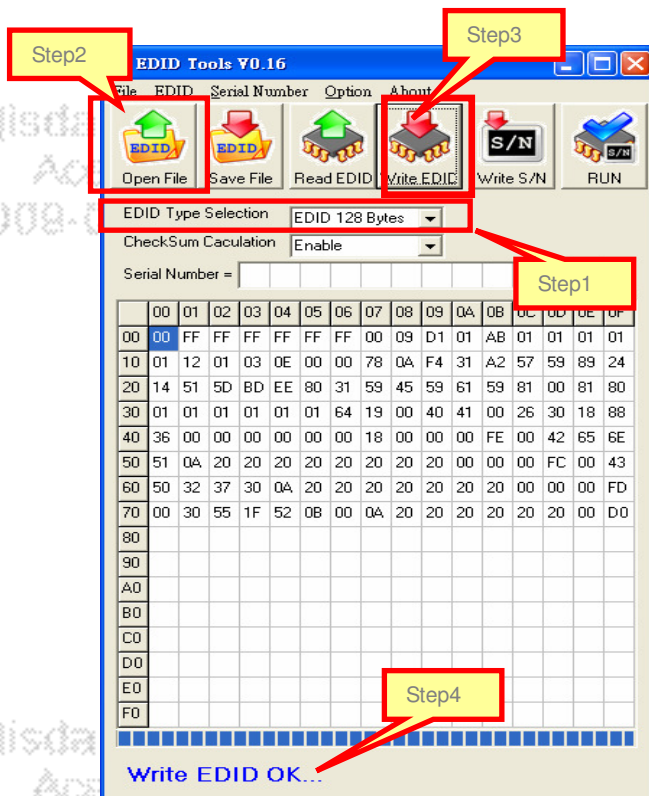 Step3
Step2
EDID Tools V0.16
File EDID Serial Number Option About
EDID EDID S/N S/N
Open File Save File Read EDID Write EDID Write S/N RUN
EDID Type Selection EDID 128 Bytes
CheckSum Caculation Enable
Step1
Serial Number =
00 01 02 03 04 05 06 07 08 09 0A 0B 0C 0D 0E 0F
00 00 FF FF FF FF FF FF 00 09 D1 01 AB 01 01 01 01
10 01 12 01 03 0E 00 00 78 0A F4 31 A2 57 59 89 24
20 14 51 5D BD EE 80 31 59 45 59 61 59 81 00 81 80
30 01 01 01 01 01 01 64 19 00 40 41 00 26 30 18 88
40 36 00 00 00 00 00 00 18 00 00 00 FE 00 42 65 6E
50 51 0A 20 20 20 20 20 20 20 20 00 00 00 FC 00 43
60 50 32 37 30 0A 20 20 20 20 20 20 20 00 00 00 FD
70 00 30 55 1F 52 0B 00 0A 20 20 20 20 20 20 00 D0
80
90
A0
B0
C0
D0
E0
F0
Step4
Write EDID OK...